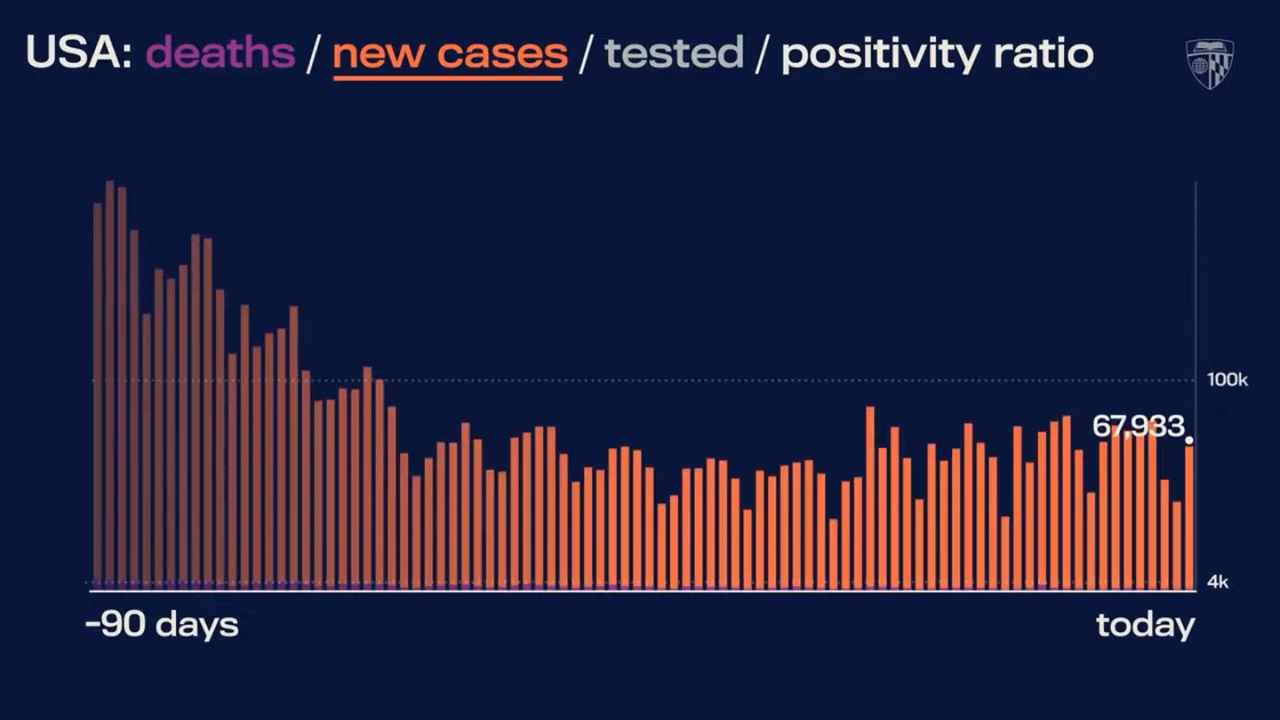 USA: deaths / new cases / tested / positivity ratio
100k
67,933
4k
-90 days
today